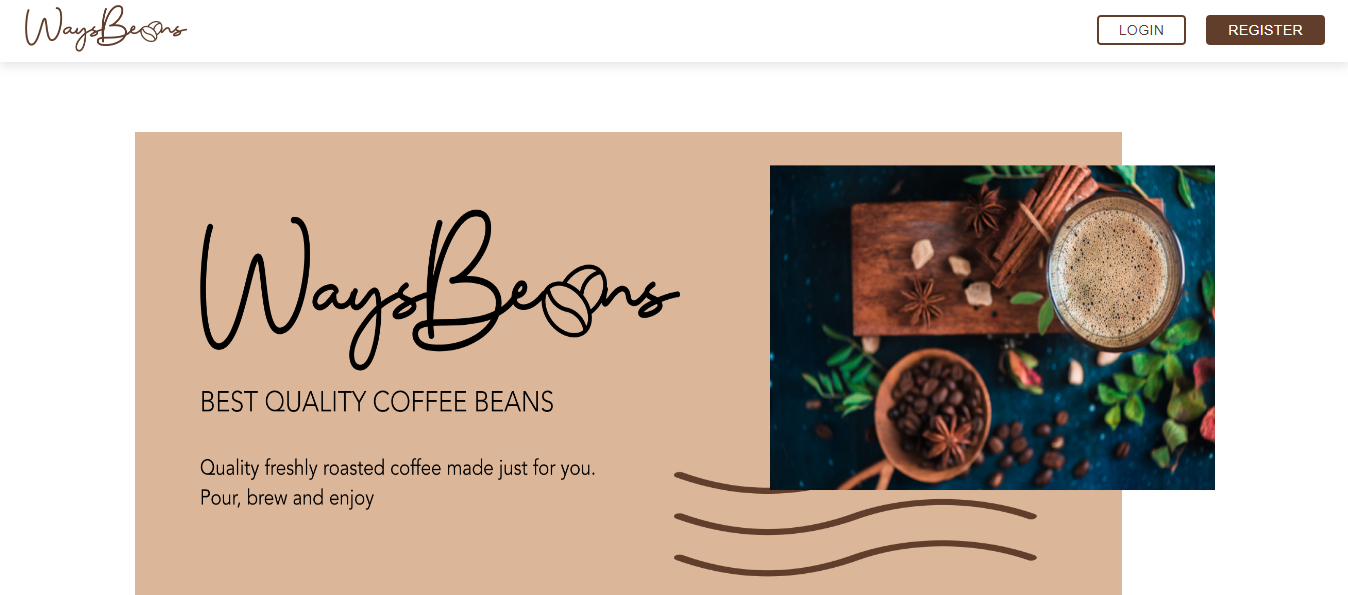 WaysBeans
LOGIN
REGISTER
WaysBeans
BEST QUALITY COFFEE BEANS
Quality freshly roasted coffee made just for you.
Pour, brew and enjoy